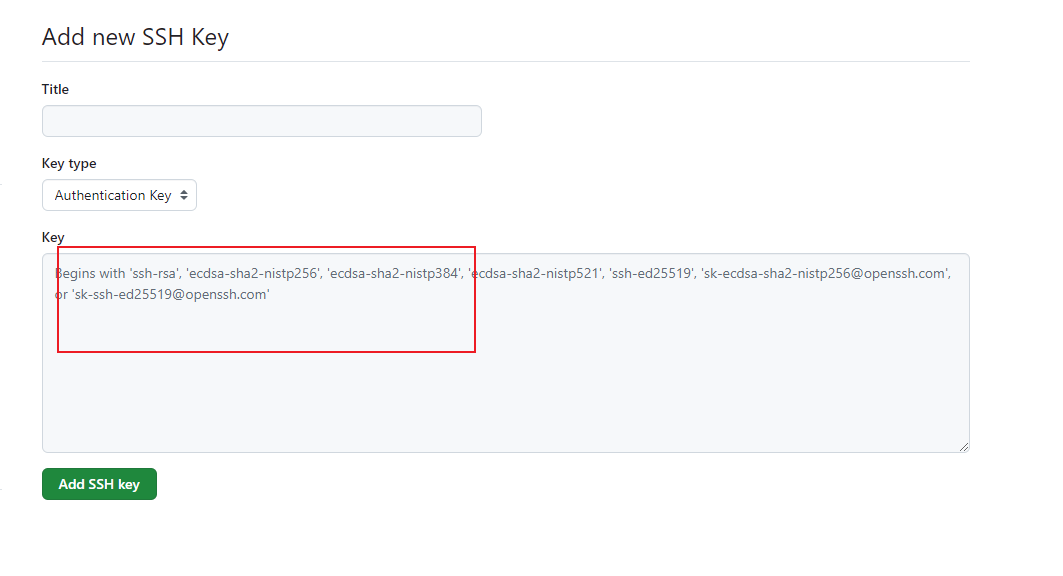 Add new SSH Key
Title
Key type
Authentication Key
Key
Begins with 'ssh-rsa', 'ecdsa-sha2-nistp256', 'ecdsa-sha2-nistp384', 'ecdsa-sha2-nistp521', 'ssh-ed25519', 'sk-ecdsa-sha2-nistp256@openssh.com',
or 'sk-ssh-ed25519@openssh.com'
Add SSH key